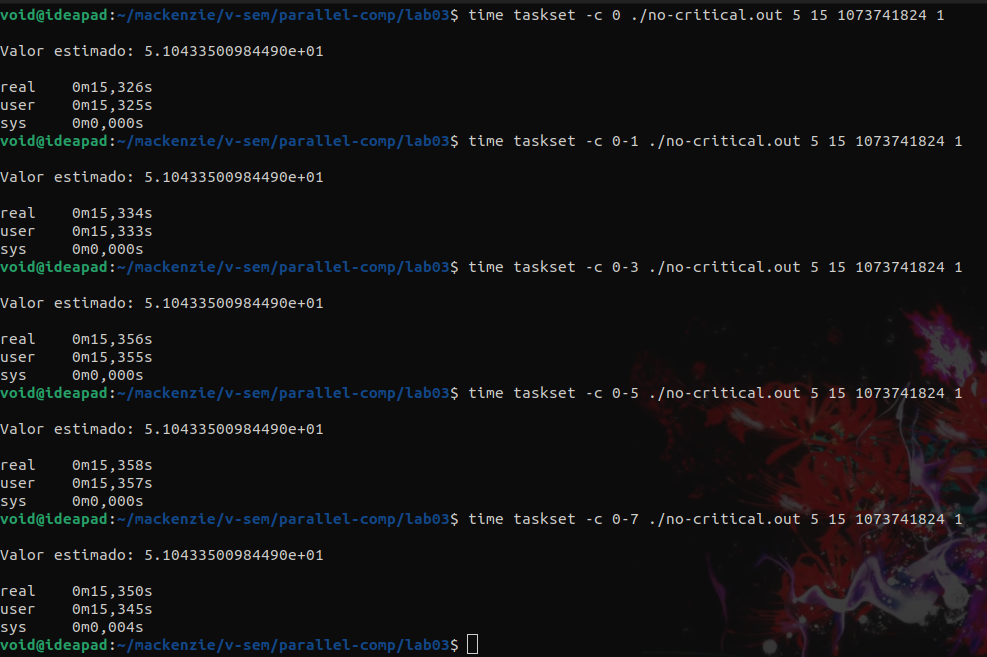 void@ideapad:~/mackenzie/v-sem/parallel-comp/lab03$ time taskset -c 0 ./no-critical.out 5 15 1073741824 1
Valor estimado: 5.10433500984490e+01
real 0m15,326s
user 0m15,325s
sys 0m0,000s
void@ideapad:~/mackenzie/v-sem/parallel-comp/lab03$ time taskset -c 0-1 ./no-critical.out 5 15 1073741824 1
Valor estimado: 5.10433500984490e+01
real 0m15,334s
user 0m15,333s
sys 0m0,000s
void@ideapad:~/mackenzie/v-sem/parallel-comp/lab03$ time taskset -c 0-3 ./no-critical.out 5 15 1073741824 1
Valor estimado: 5.10433500984490e+01
real 0m15,356s
user 0m15,355s
sys 0m0,000s
void@ideapad:~/mackenzie/v-sem/parallel-comp/lab03$ time taskset -c 0-5 ./no-critical.out 5 15 1073741824 1
Valor estimado: 5.10433500984490e+01
real 0m15,358s
user 0m15,357s
sys 0m0,000s
void@ideapad:~/mackenzie/v-sem/parallel-comp/lab03$ time taskset -c 0-7 ./no-critical.out 5 15 1073741824 1
Valor estimado: 5.10433500984490e+01
real 0m15,350s
user 0m15,345s
sys 0m0,004s
void@ideapad:~/mackenzie/v-sem/parallel-comp/lab03$